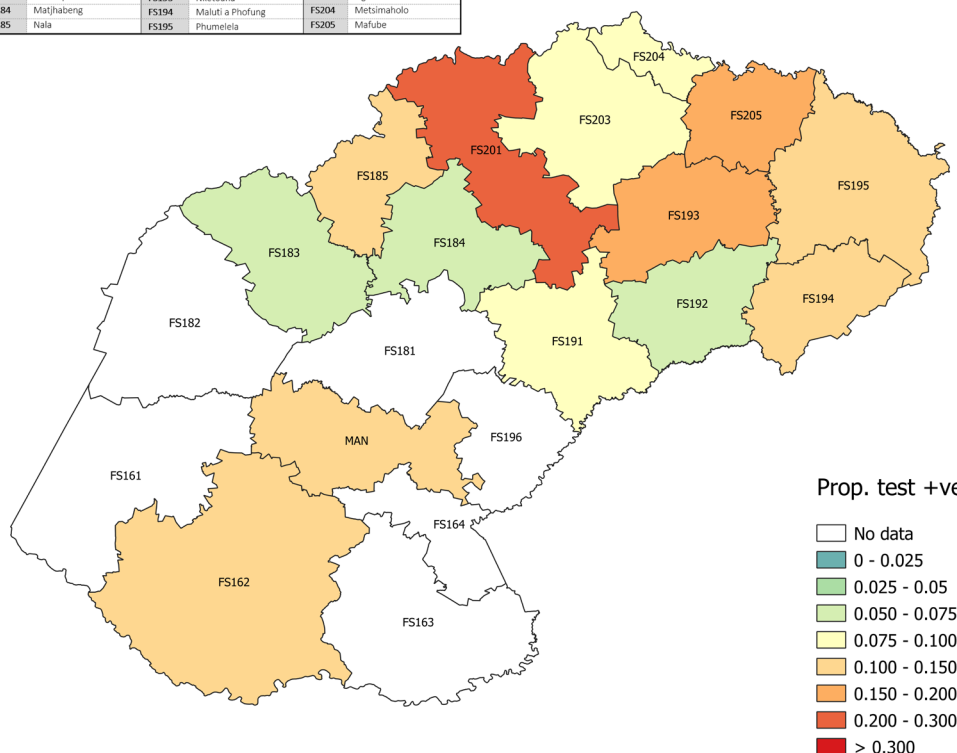 84 Matjhabeng FS194 Maluti a Phofung FS204 Metsimaholo
85 Nala FS195 Phumelela FS205 Mafube
FS204
FS203
FS205
FS201
FS185
FS195
FS193
FS184
FS183
FS194
FS192
FS182
FS191
FS181
MAN
FS196
FS161
FS164
FS162
FS163
Prop. test +ve
No data
0 - 0.025
0.025 - 0.05
0.050 - 0.075
0.075 - 0.100
0.100 - 0.150
0.150 - 0.200
0.200 - 0.300
> 0.300